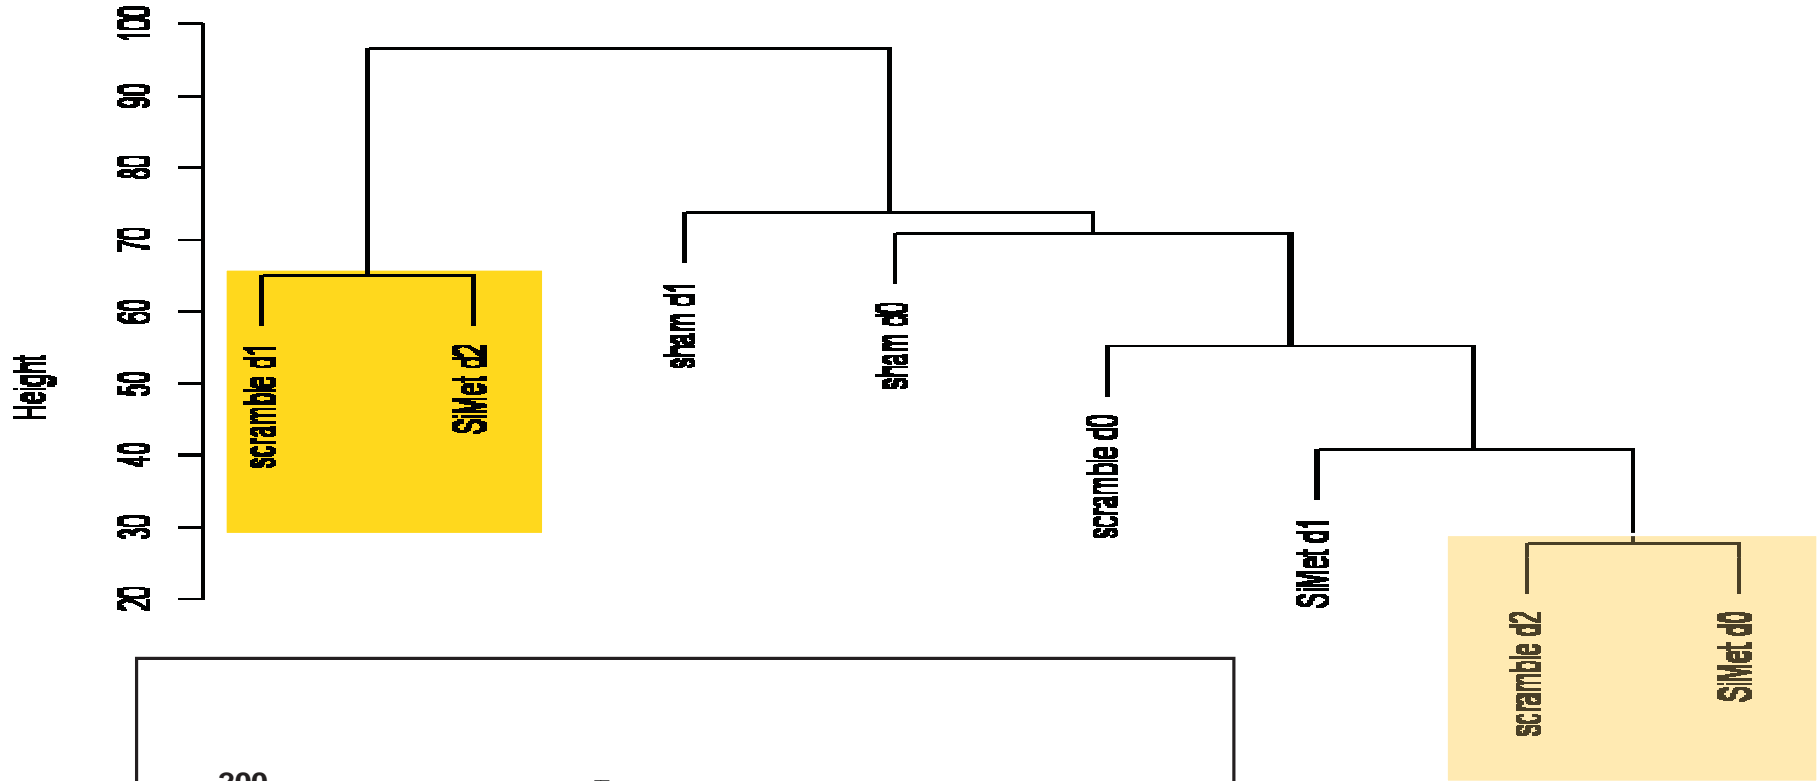 100
90
80
70
60
50
40
30
20
Height
scramble d1
SiMet d2
sham d1
sham d0
scramble d0
SiMet d1
scramble d2
SiMet d0